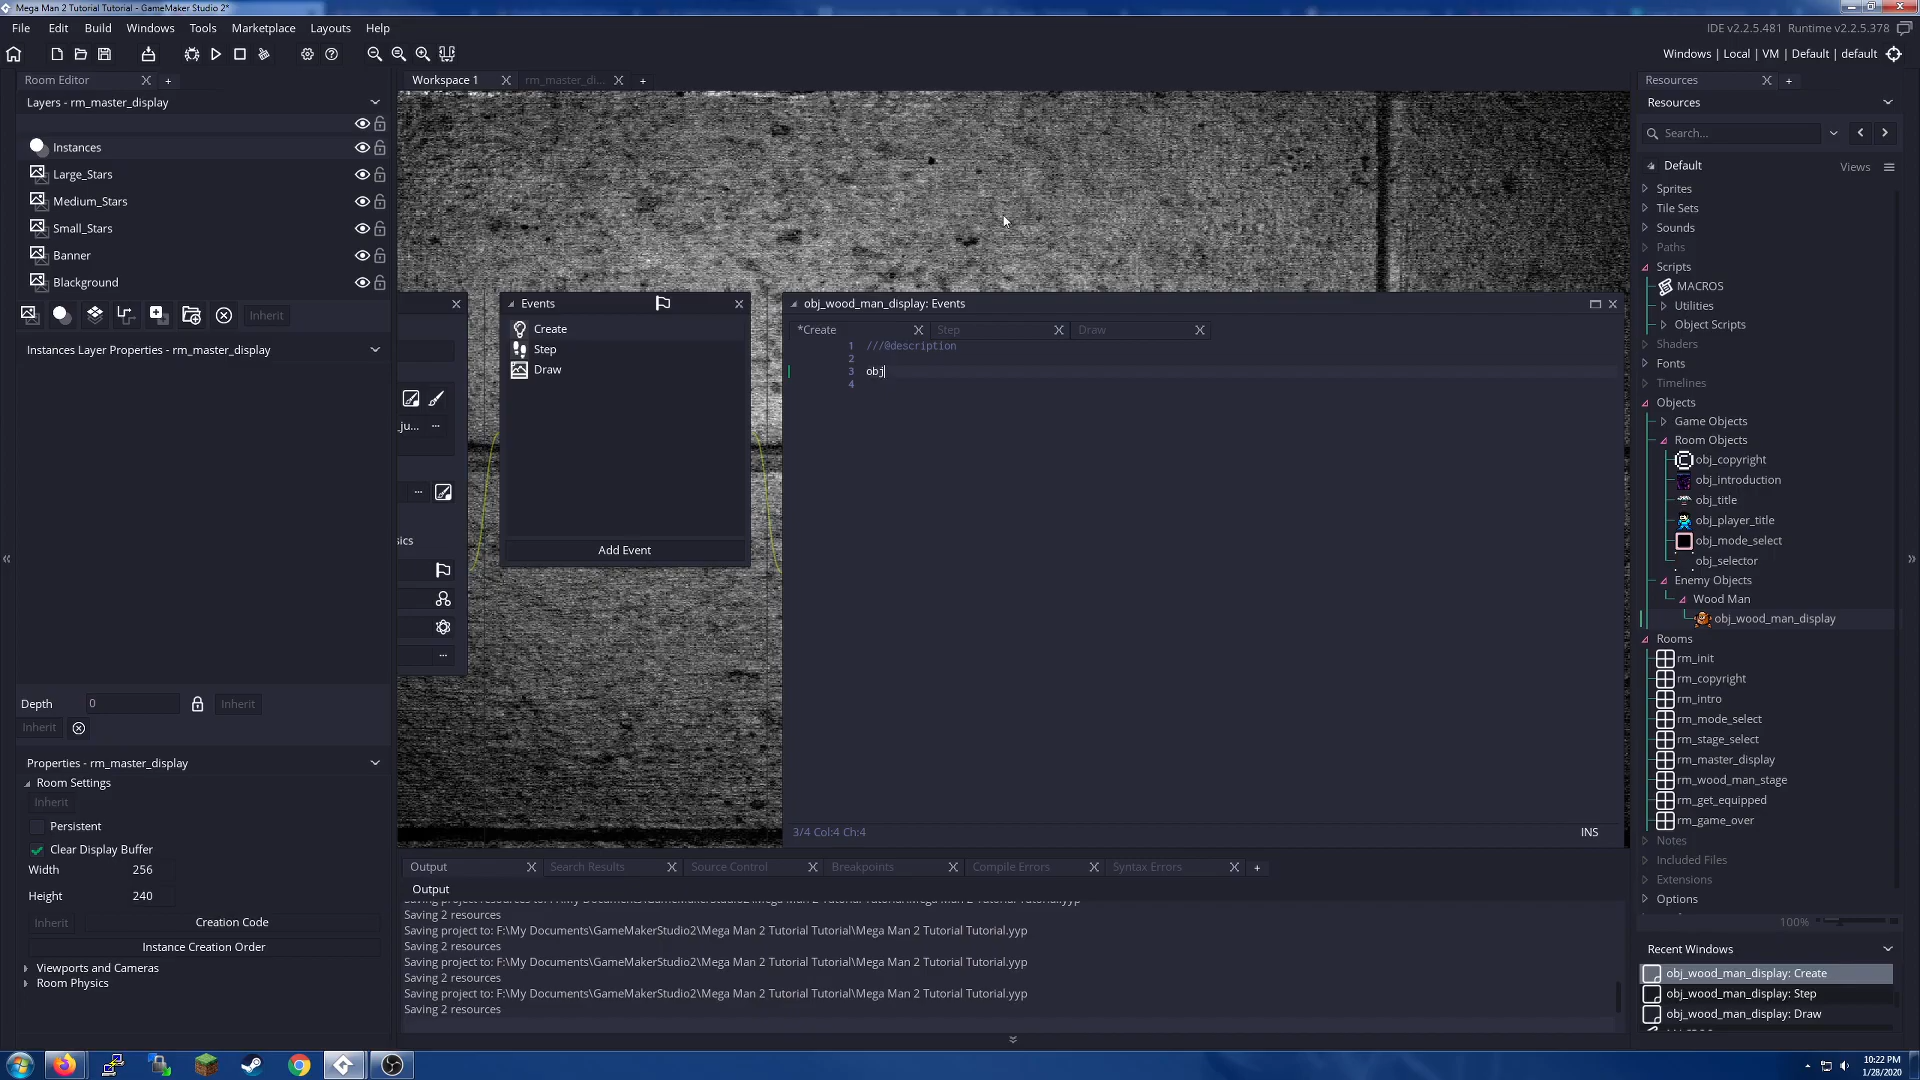 Mega Man 2 Tutorial Tutorial - GameMaker Studio 2*
File Edit Build Windows Tools Marketplace Layouts Help
IDE v2.2.5.481 Runtime v2.2.5.378
Windows | Local | VM | Default | default
Room Editor
Layers - rm_master_display
Instances
Large_Stars
Medium_Stars
Small_Stars
Banner
Blackground
Inherit
Instances Layer Properties - rm_master_display
Depth 0 Inherit
Inherit
Properties - rm_master_display
Room Settings
Inherit
Persistent
Clear Display Buffer
Width 256
Height 240
Inherit Creation Code
Instance Creation Order
Viewports and Cameras
Room Physics
Workspace 1 rm_master_di...
_ju...
sics
Events
Create
Step
Draw
Add Event
obj_wood_man_display: Events
*Create Step Draw
1 ///@description
2
3 obj
4
3/4 Col:4 Ch:4 INS
Output Search Results Source Control Breakpoints Compile Errors Syntax Errors
Output
Saving 2 resources
Saving project to: F:\My Documents\GameMakerStudio2\Mega Man 2 Tutorial Tutorial\Mega Man 2 Tutorial Tutorial.yyp
Saving 2 resources
Saving project to: F:\My Documents\GameMakerStudio2\Mega Man 2 Tutorial Tutorial\Mega Man 2 Tutorial Tutorial.yyp
Saving 2 resources
Saving project to: F:\My Documents\GameMakerStudio2\Mega Man 2 Tutorial Tutorial\Mega Man 2 Tutorial Tutorial.yyp
Saving 2 resources
Resources
Resources
Search...
Default Views
Sprites
Tile Sets
Sounds
Paths
Scripts
MACROS
Utilities
Object Scripts
Shaders
Fonts
Timelines
Objects
Game Objects
Room Objects
obj_copyright
obj_introduction
obj_title
obj_player_title
obj_mode_select
obj_selector
Enemy Objects
Wood Man
obj_wood_man_display
Rooms
rm_init
rm_copyright
rm_intro
rm_mode_select
rm_stage_select
rm_master_display
rm_wood_man_stage
rm_get_equipped
rm_game_over
Notes
Included Files
Extensions
Options
100%
Recent Windows
obj_wood_man_display: Create
obj_wood_man_display: Step
obj_wood_man_display: Draw
10:22 PM
1/28/2020